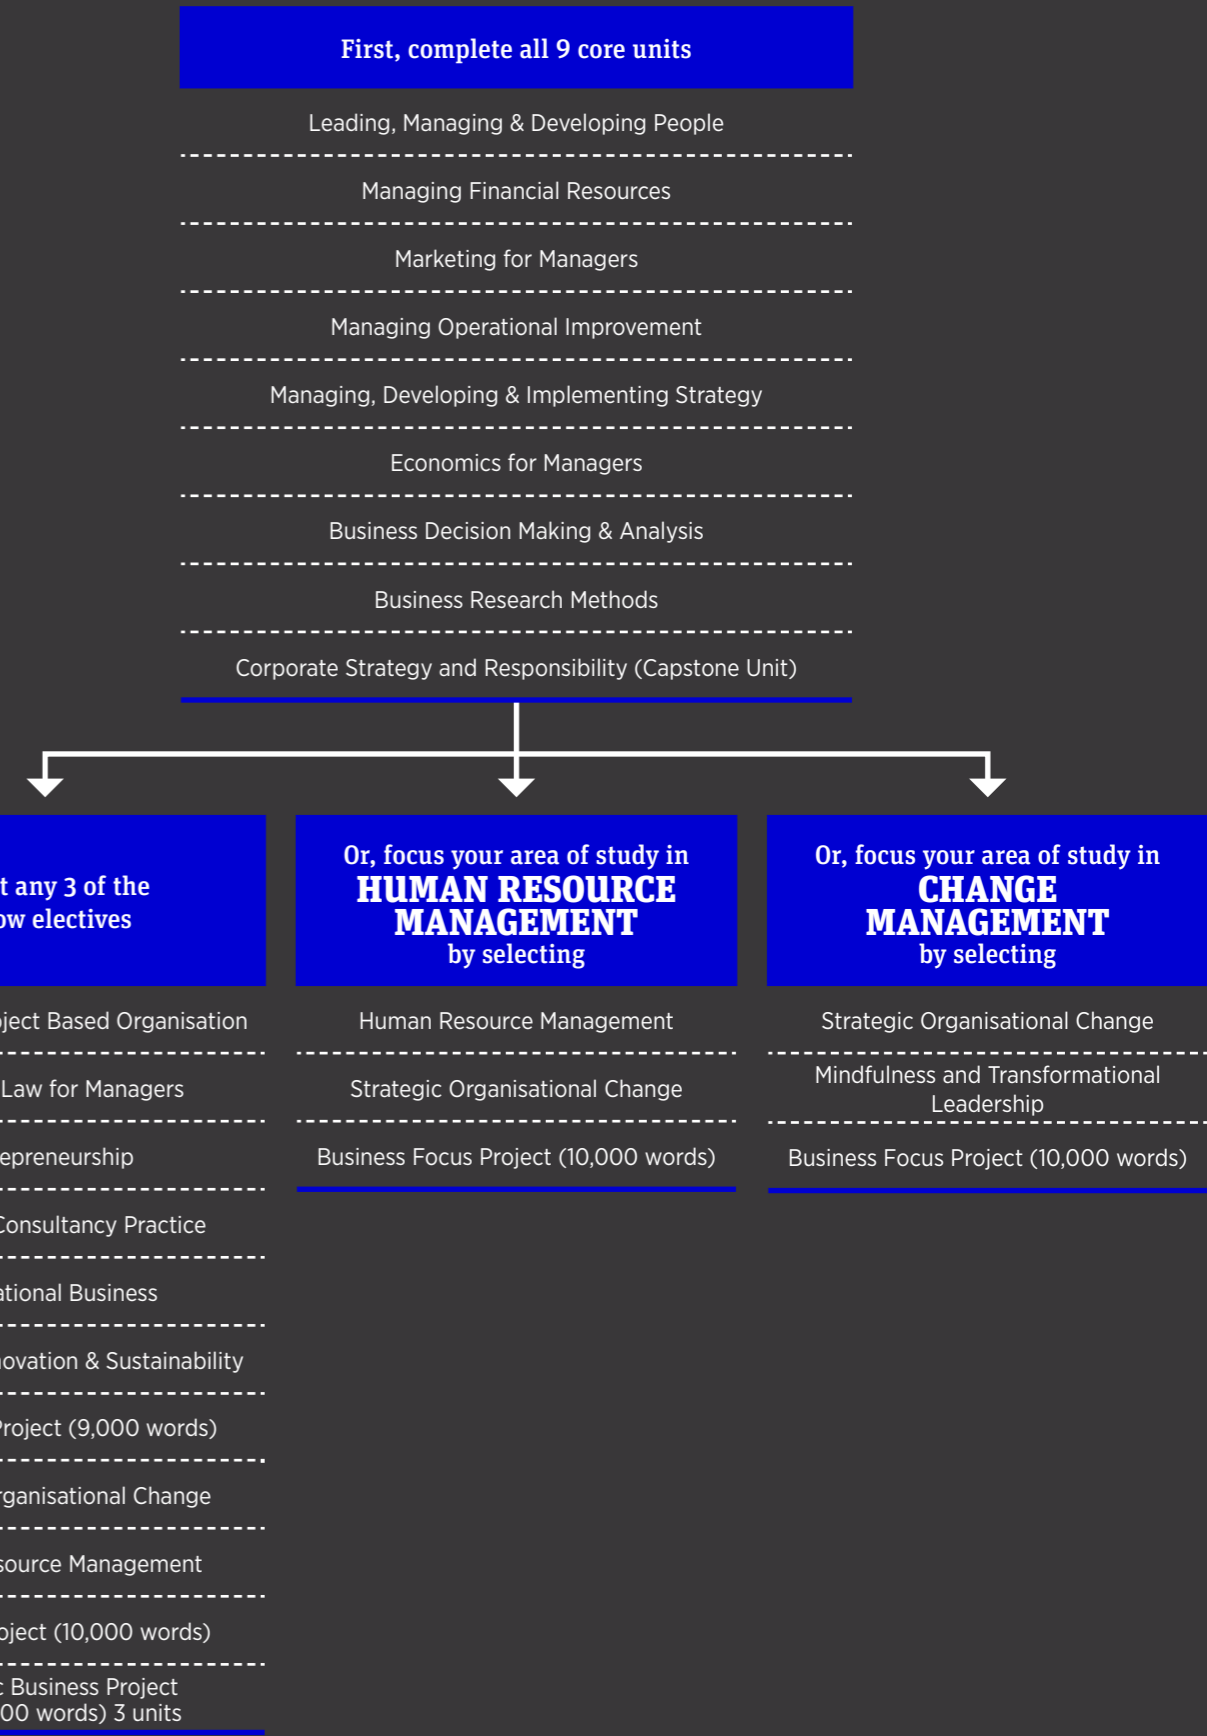 First, complete all 9 core units
Leading, Managing & Developing People
Managing Financial Resources
Marketing for Managers
Managing Operational Improvement
Managing, Developing & Implementing Strategy
Economics for Managers
Business Decision Making & Analysis
Business Research Methods
Corporate Strategy and Responsibility (Capstone Unit)
any 3 of the
electives
Based Organisation
Law for Managers
Consultancy Practice
Business
& Sustainability
(9,000 words)
Change
Management
(10,000 words)
Business Project
words) 3 units
Or, focus your area of study in
HUMAN RESOURCE
MANAGEMENT
by selecting
Human Resource Management
Strategic Organisational Change
Business Focus Project (10,000 words)
Or, focus your area of study in
CHANGE
MANAGEMENT
by selecting
Strategic Organisational Change
Mindfulness and Transformational
Leadership
Business Focus Project (10,000 words)